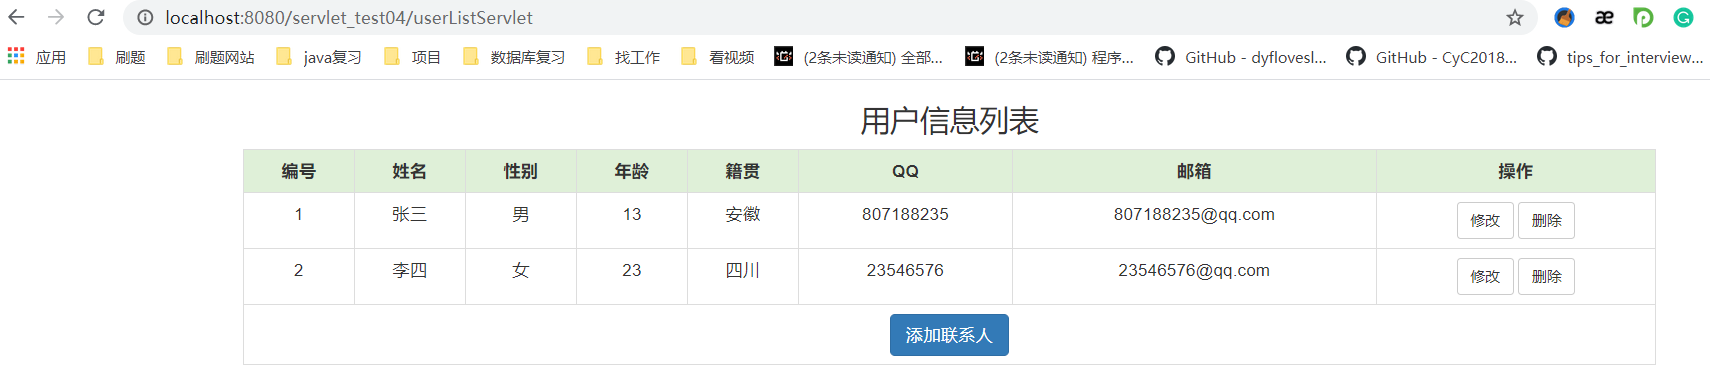 localhost:8080/servlet_test04/userListServlet
应用 刷题 刷题网站 java复习 项目 数据库复习 找工作 看视频 (2条未读通知) 全部... (2条未读通知) 程序... GitHub - dyflovesl... GitHub - CyC2018... tips_for_interview...
用户信息列表
编号 姓名 性别 年龄 籍贯 QQ 邮箱 操作
1 张三 男 13 安徽 807188235 807188235@qq.com 修改 删除
2 李四 女 23 四川 23546576 23546576@qq.com 修改 删除
添加联系人